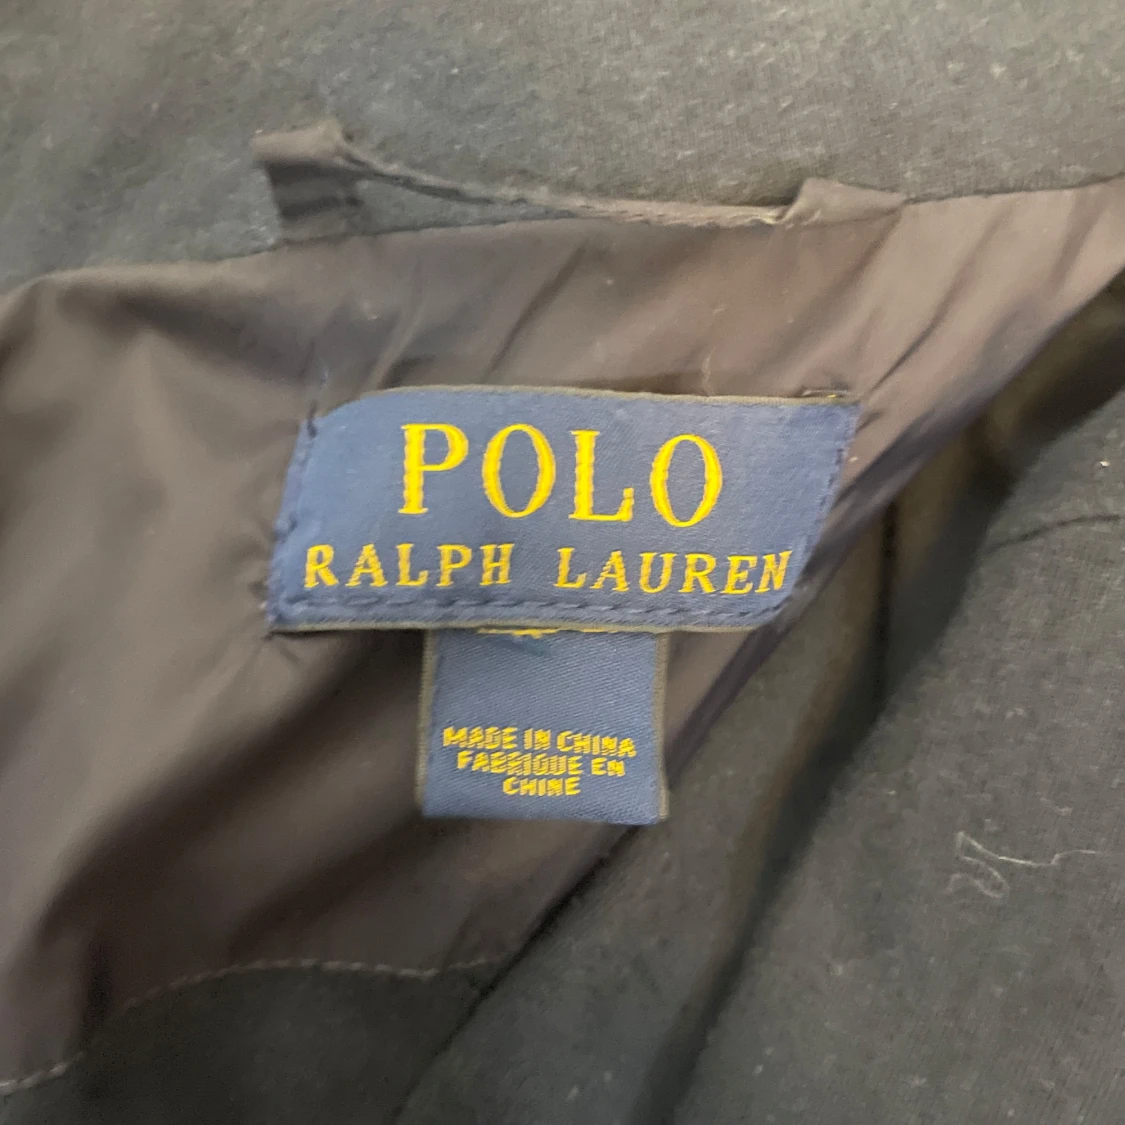 POLO
RALPH LAUREN
MADE IN CHINA
FABRIQUE EN
CHINE